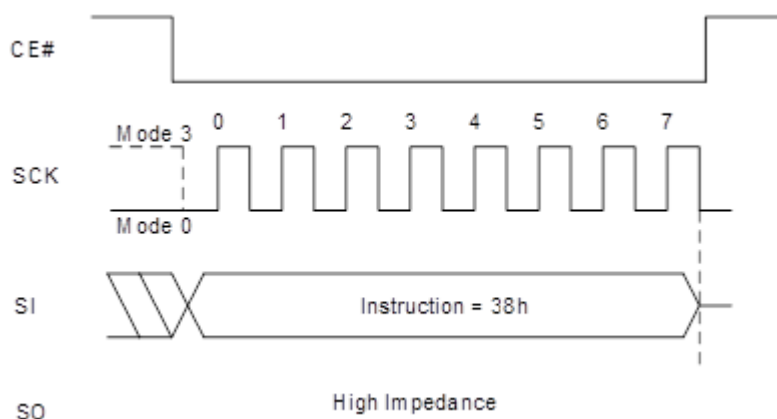 CE#
0 1 2 3 4 5 6 7
Mode 3
SCK
Mode 0
SI
Instruction = 38h
SO
High Impedance